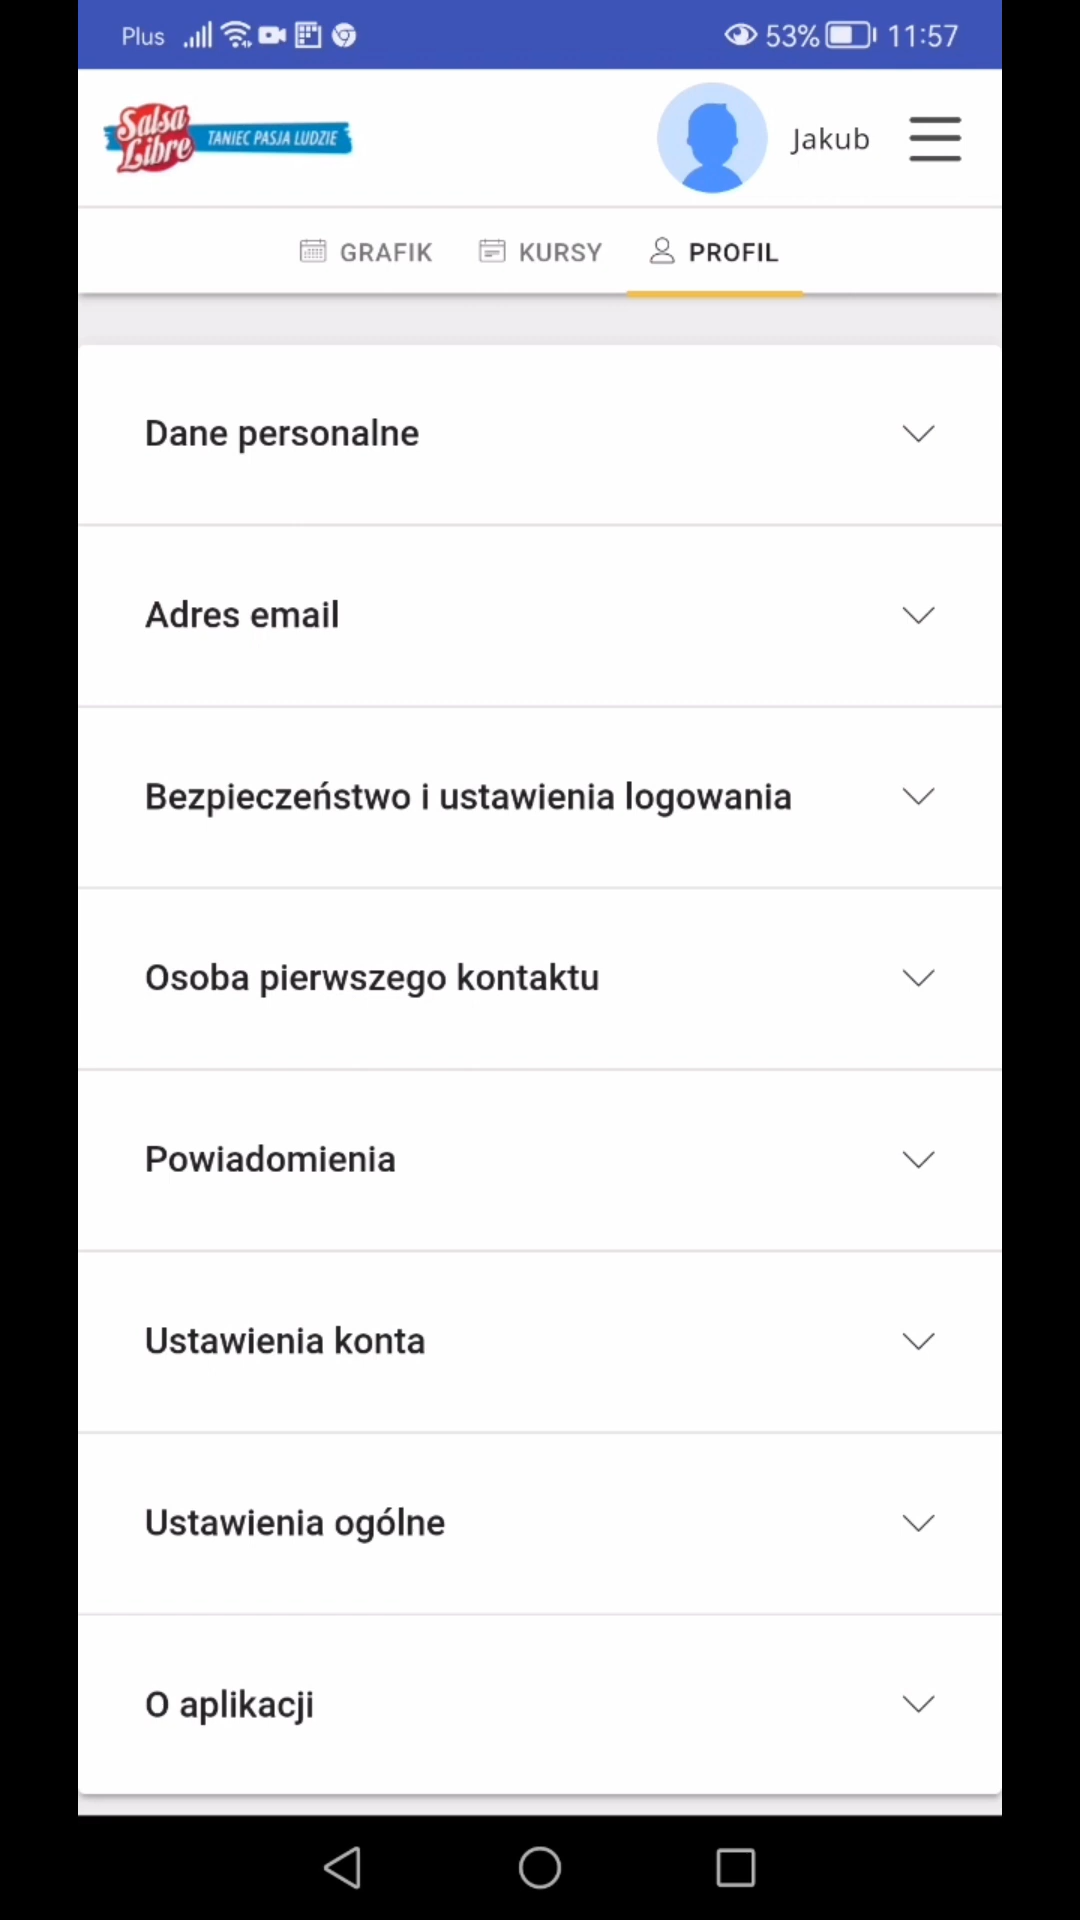 Plus 53% 11:57
Salsa Libre TANIEC PASJA LUDZIE Jakub
GRAFIK KURSY PROFIL
Dane personalne
Adres email
Bezpieczeństwo i ustawienia logowania
Osoba pierwszego kontaktu
Powiadomienia
Ustawienia konta
Ustawienia ogólne
O aplikacji